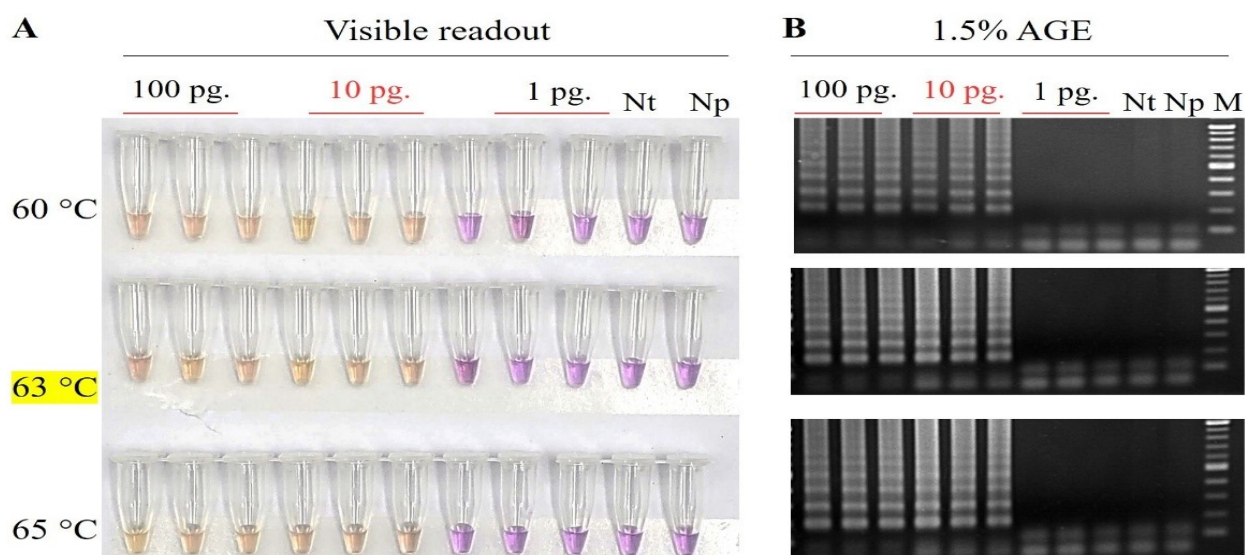 A Visible readout
100 pg. 10 pg. 1 pg. Nt Np
60 °C
63 °C
65 °C
B 1.5% AGE
100 pg. 10 pg. 1 pg. Nt Np M